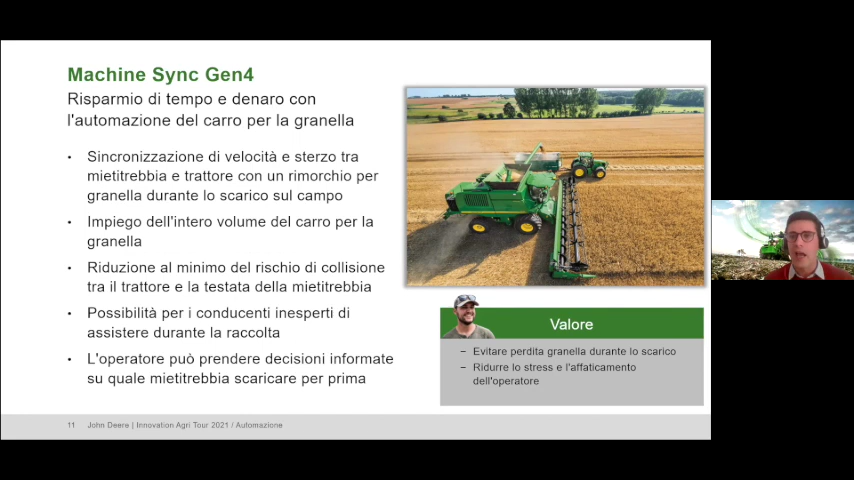 Machine Sync Gen4
Risparmio di tempo e denaro con
l'automazione del carro per la granella
• Sincronizzazione di velocità e sterzo tra
mietitrebbia e trattore con un rimorchio per
granella durante lo scarico sul campo
• Impiego dell'intero volume del carro per la
granella
• Riduzione al minimo del rischio di collisione
tra il trattore e la testata della mietitrebbia
• Possibilità per i conducenti inesperti di
assistere durante la raccolta
• L'operatore può prendere decisioni informate
su quale mietitrebbia scaricare per prima
Valore
– Evitare perdita granella durante lo scarico
– Ridurre lo stress e l'affaticamento
dell'operatore
11 John Deere | Innovation Agri Tour 2021 / Automazione